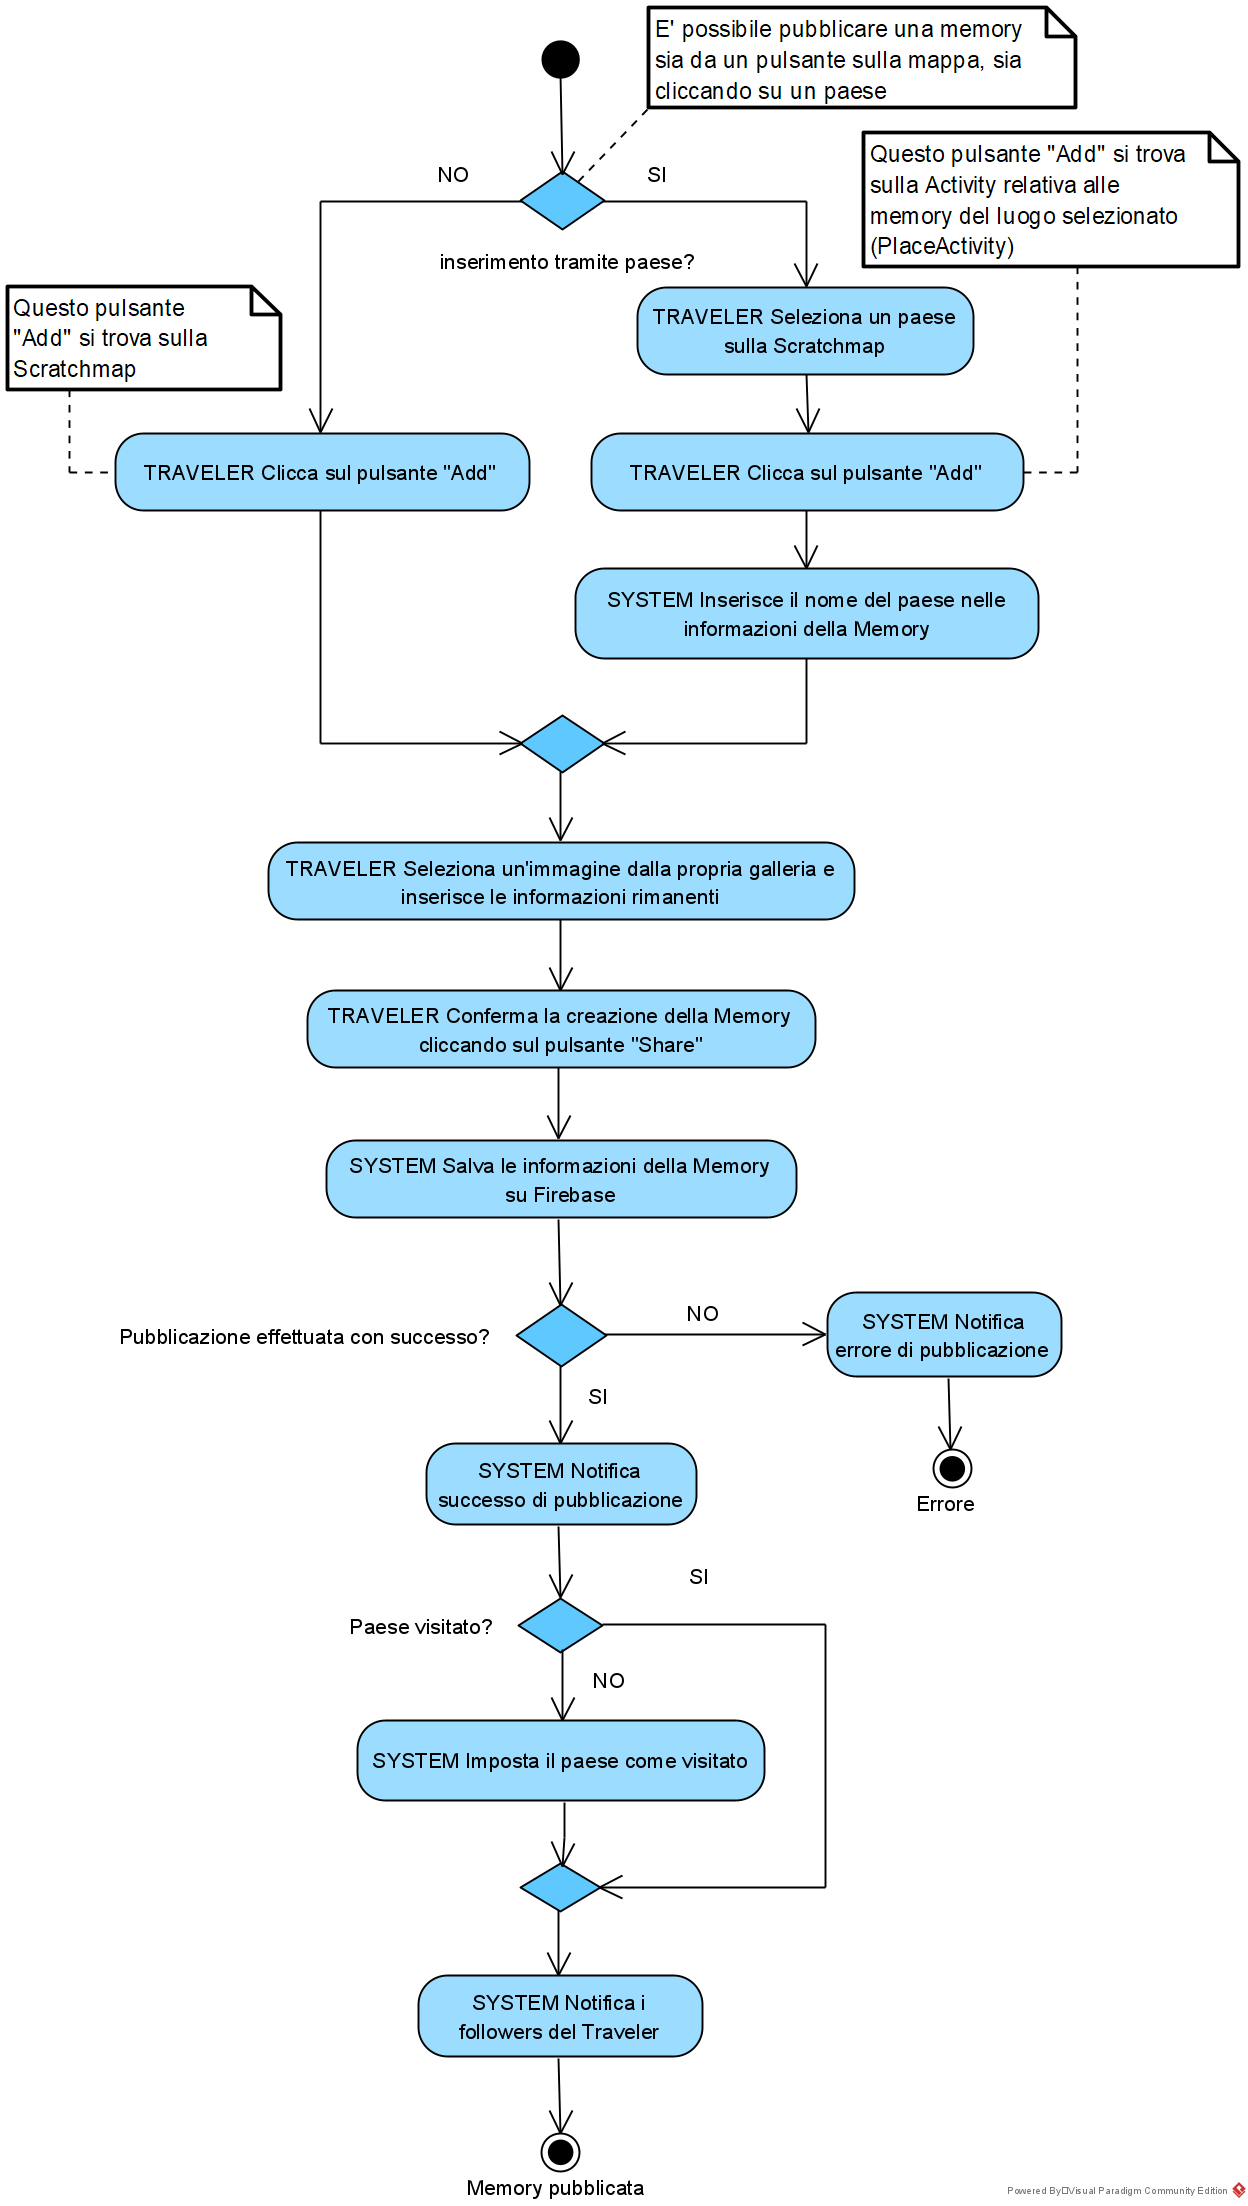 E' possibile pubblicare una memory
sia da un pulsante sulla mappa, sia
cliccando su un paese
Questo pulsante "Add" si trova
sulla Activity relativa alle
memory del luogo selezionato
(PlaceActivity)
NO
SI
inserimento tramite paese?
Questo pulsante
"Add" si trova sulla
Scratchmap
TRAVELER Seleziona un paese
sulla Scratchmap
TRAVELER Clicca sul pulsante "Add"
TRAVELER Clicca sul pulsante "Add"
SYSTEM Inserisce il nome del paese nelle
informazioni della Memory
TRAVELER Seleziona un'immagine dalla propria galleria e
inserisce le informazioni rimanenti
TRAVELER Conferma la creazione della Memory
cliccando sul pulsante "Share"
SYSTEM Salva le informazioni della Memory
su Firebase
Pubblicazione effettuata con successo?
NO
SYSTEM Notifica
errore di pubblicazione
SI
SYSTEM Notifica
successo di pubblicazione
Errore
SI
Paese visitato?
NO
SYSTEM Imposta il paese come visitato
SYSTEM Notifica i
followers del Traveler
Memory pubblicata
Powered By Visual Paradigm Community Edition